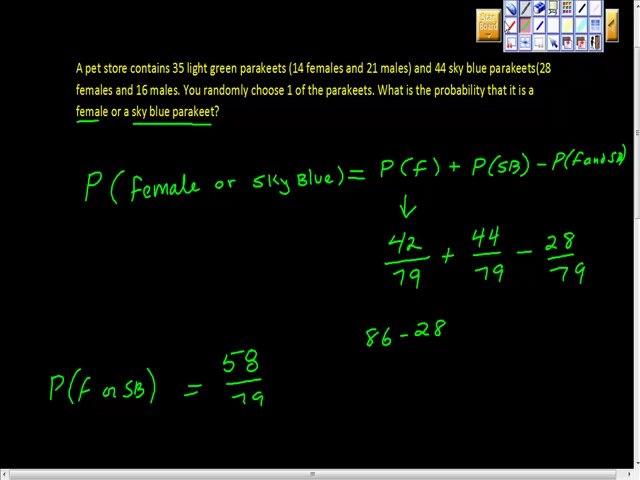 Star Board
A pet store contains 35 light green parakeets (14 females and 21 males) and 44 sky blue parakeets(28
females and 16 males. You randomly choose 1 of the parakeets. What is the probability that it is a
female or a sky blue parakeet?
P(Female or Sky Blue) = P(F) + P(SB) - P(F and SB)
42/79 + 44/79 - 28/79
86 - 28
P(F or SB) = 58/79